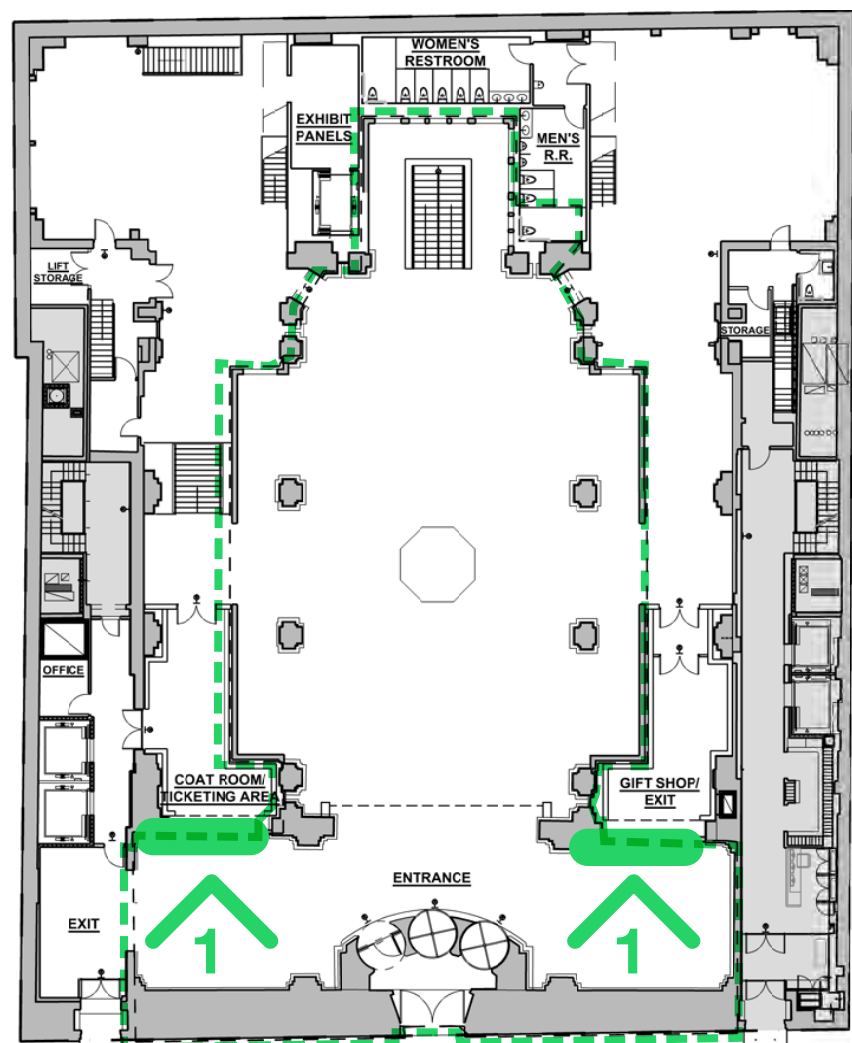 WOMEN'S
RESTROOM
EXHIBIT
PANELS
MEN'S
R.R.
LIFT
STORAGE
STORAGE
OFFICE
COAT ROOM/
TICKETING AREA
GIFT SHOP/
EXIT
ENTRANCE
EXIT
1
1